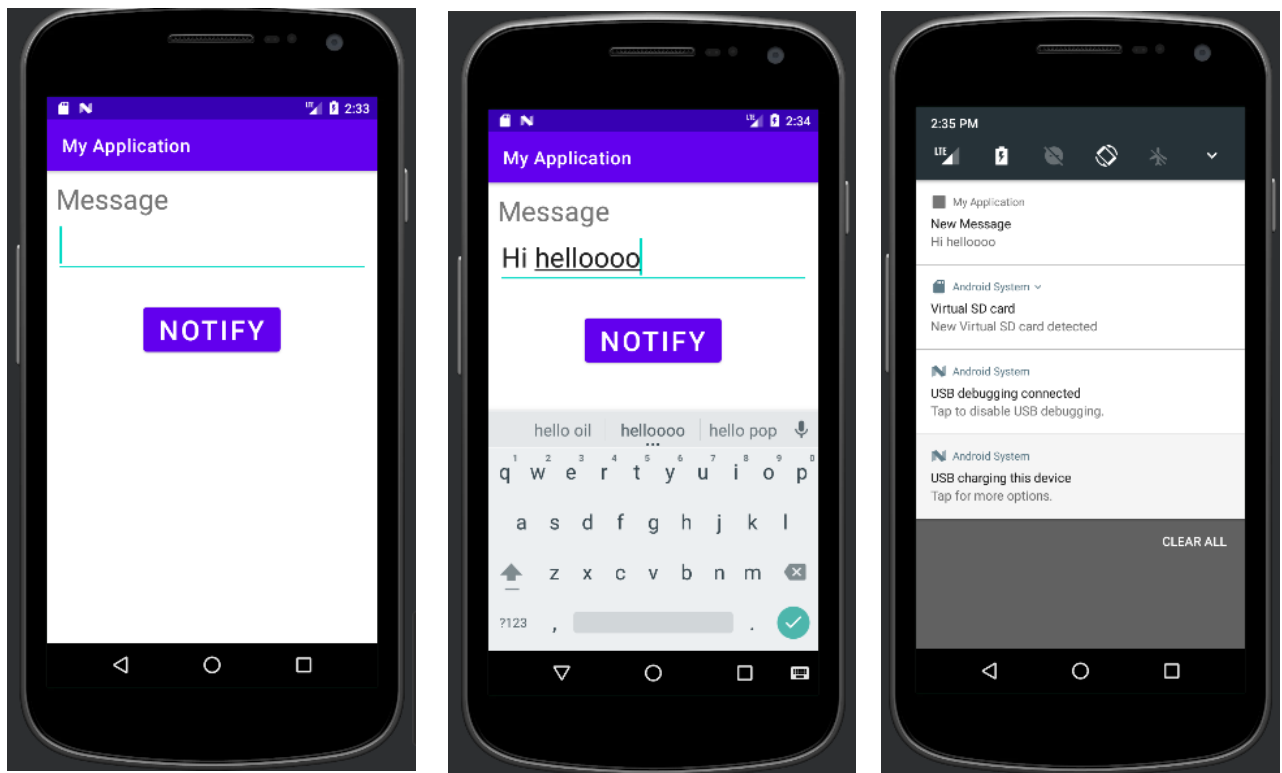 LTE 2:33
My Application
Message
NOTIFY
LTE 2:34
My Application
Message
Hi helloooo
NOTIFY
hello oil helloooo hello pop
1 2 3 4 5 6 7 8 9 0
q w e r t y u i o p
a s d f g h j k l
z x c v b n m
?123 , .
2:35 PM
LTE
My Application
New Message
Hi helloooo
Android System
Virtual SD card
New Virtual SD card detected
Android System
USB debugging connected
Tap to disable USB debugging.
Android System
USB charging this device
Tap for more options.
CLEAR ALL